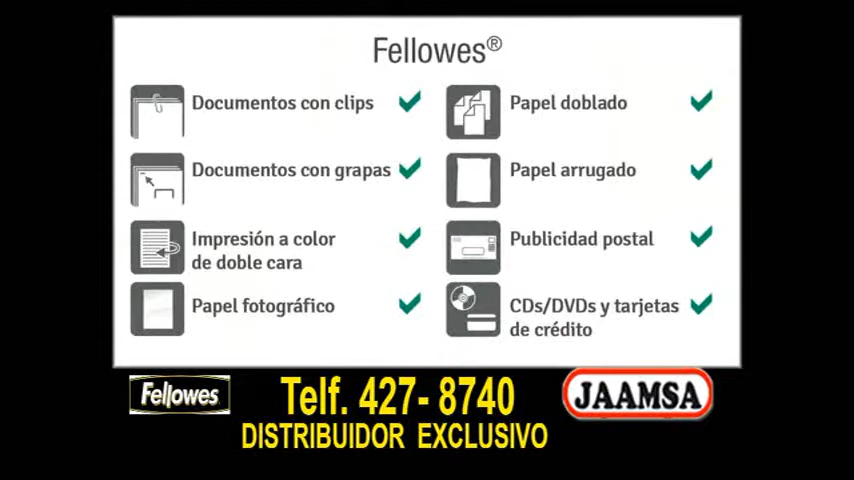 Fellowes®
Documentos con clips
Papel doblado
Documentos con grapas
Papel arrugado
Impresión a color
de doble cara
Publicidad postal
Papel fotográfico
CDs/DVDs y tarjetas
de crédito
Fellowes
Telf. 427- 8740
JAAMSA
DISTRIBUIDOR EXCLUSIVO